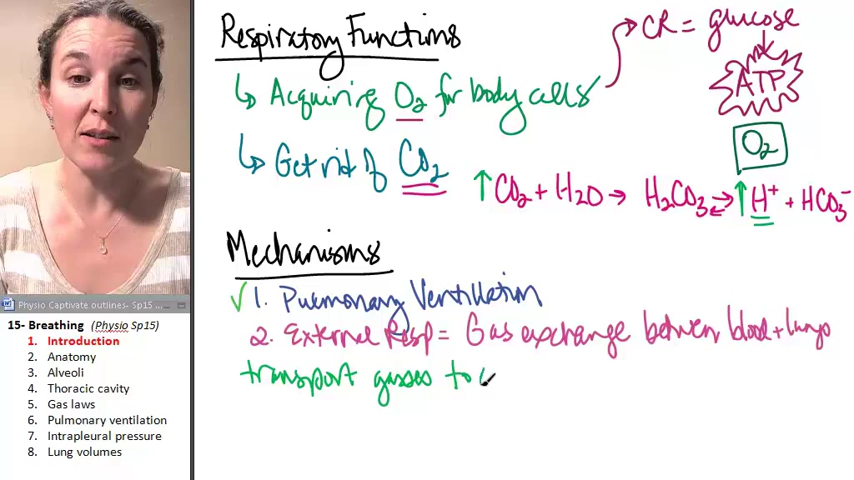 Respiratory Functions
CR = glucose
ATP
↳ Acquiring O2 for body cells
O2
↳ Get rid of CO2
↑CO2 + H2O → H2CO3 ⇄ ↑H+ + HCO3-
Mechanisms
✓ 1. Pulmonary Ventilation
2. External Resp = Gas exchange between blood + lungs
transport gasses to
Physio Captivate outlines- Sp15 ...
15- Breathing (Physio Sp15)
1. Introduction
2. Anatomy
3. Alveoli
4. Thoracic cavity
5. Gas laws
6. Pulmonary ventilation
7. Intrapleural pressure
8. Lung volumes